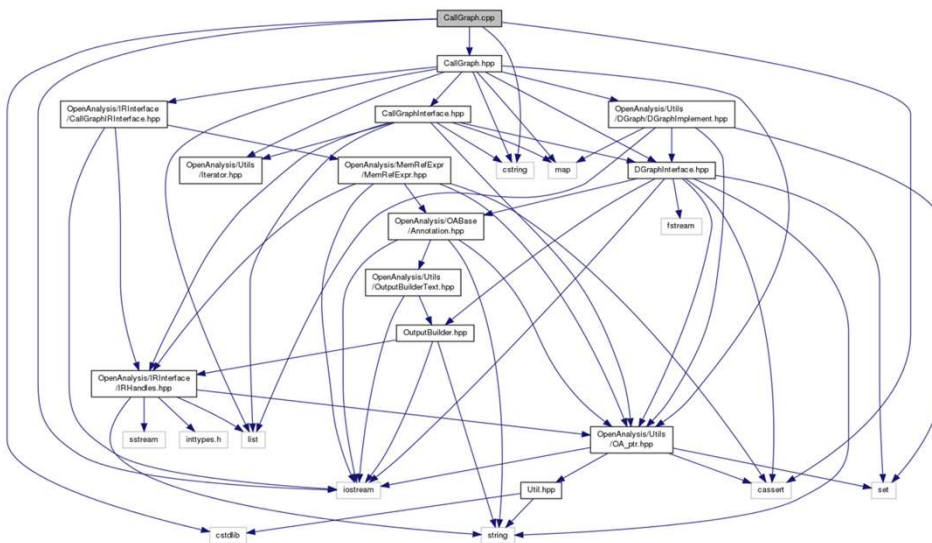 CallGraph.cpp
CallGraph.hpp
OpenAnalysis/IRInterface
/CallGraphIRInterface.hpp
CallGraphInterface.hpp
OpenAnalysis/Utils
/DGraph/DGraphImplement.hpp
OpenAnalysis/Utils
/Iterator.hpp
OpenAnalysis/MemRefExpr
/MemRefExpr.hpp
cstring
map
DGraphInterface.hpp
OpenAnalysis/OABase
/Annotation.hpp
fstream
OpenAnalysis/Utils
/OutputBuilderText.hpp
OutputBuilder.hpp
OpenAnalysis/IRInterface
/IRHandles.hpp
sstream
inttypes.h
list
OpenAnalysis/Utils
/OA_ptr.hpp
iostream
Util.hpp
cassert
set
cstdlib
string